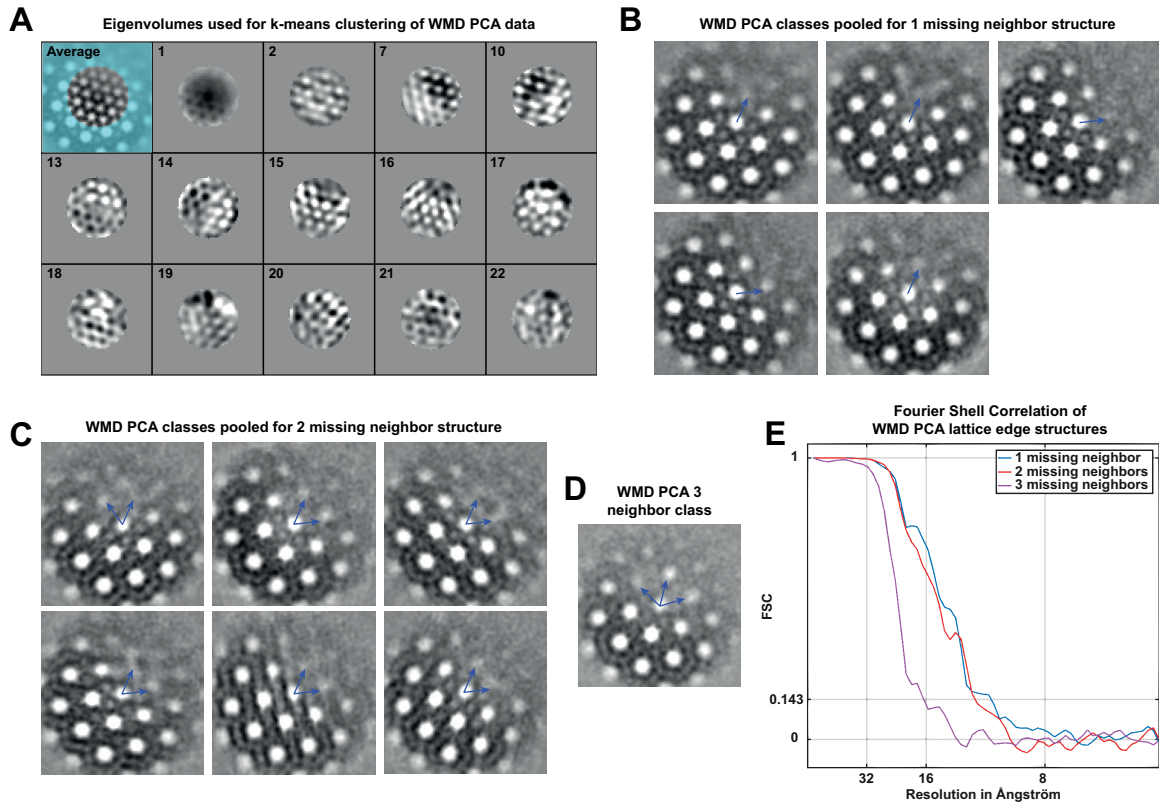 A
Eigenvolumes used for k-means clustering of WMD PCA data
Average
1
2
7
10
13
14
15
16
17
18
19
20
21
22
B
WMD PCA classes pooled for 1 missing neighbor structure
C
WMD PCA classes pooled for 2 missing neighbor structure
D
WMD PCA 3
neighbor class
E
Fourier Shell Correlation of
WMD PCA lattice edge structures
1 missing neighbor
2 missing neighbors
3 missing neighbors
1
FSC
0.143
0
32
16
8
Resolution in Ångström